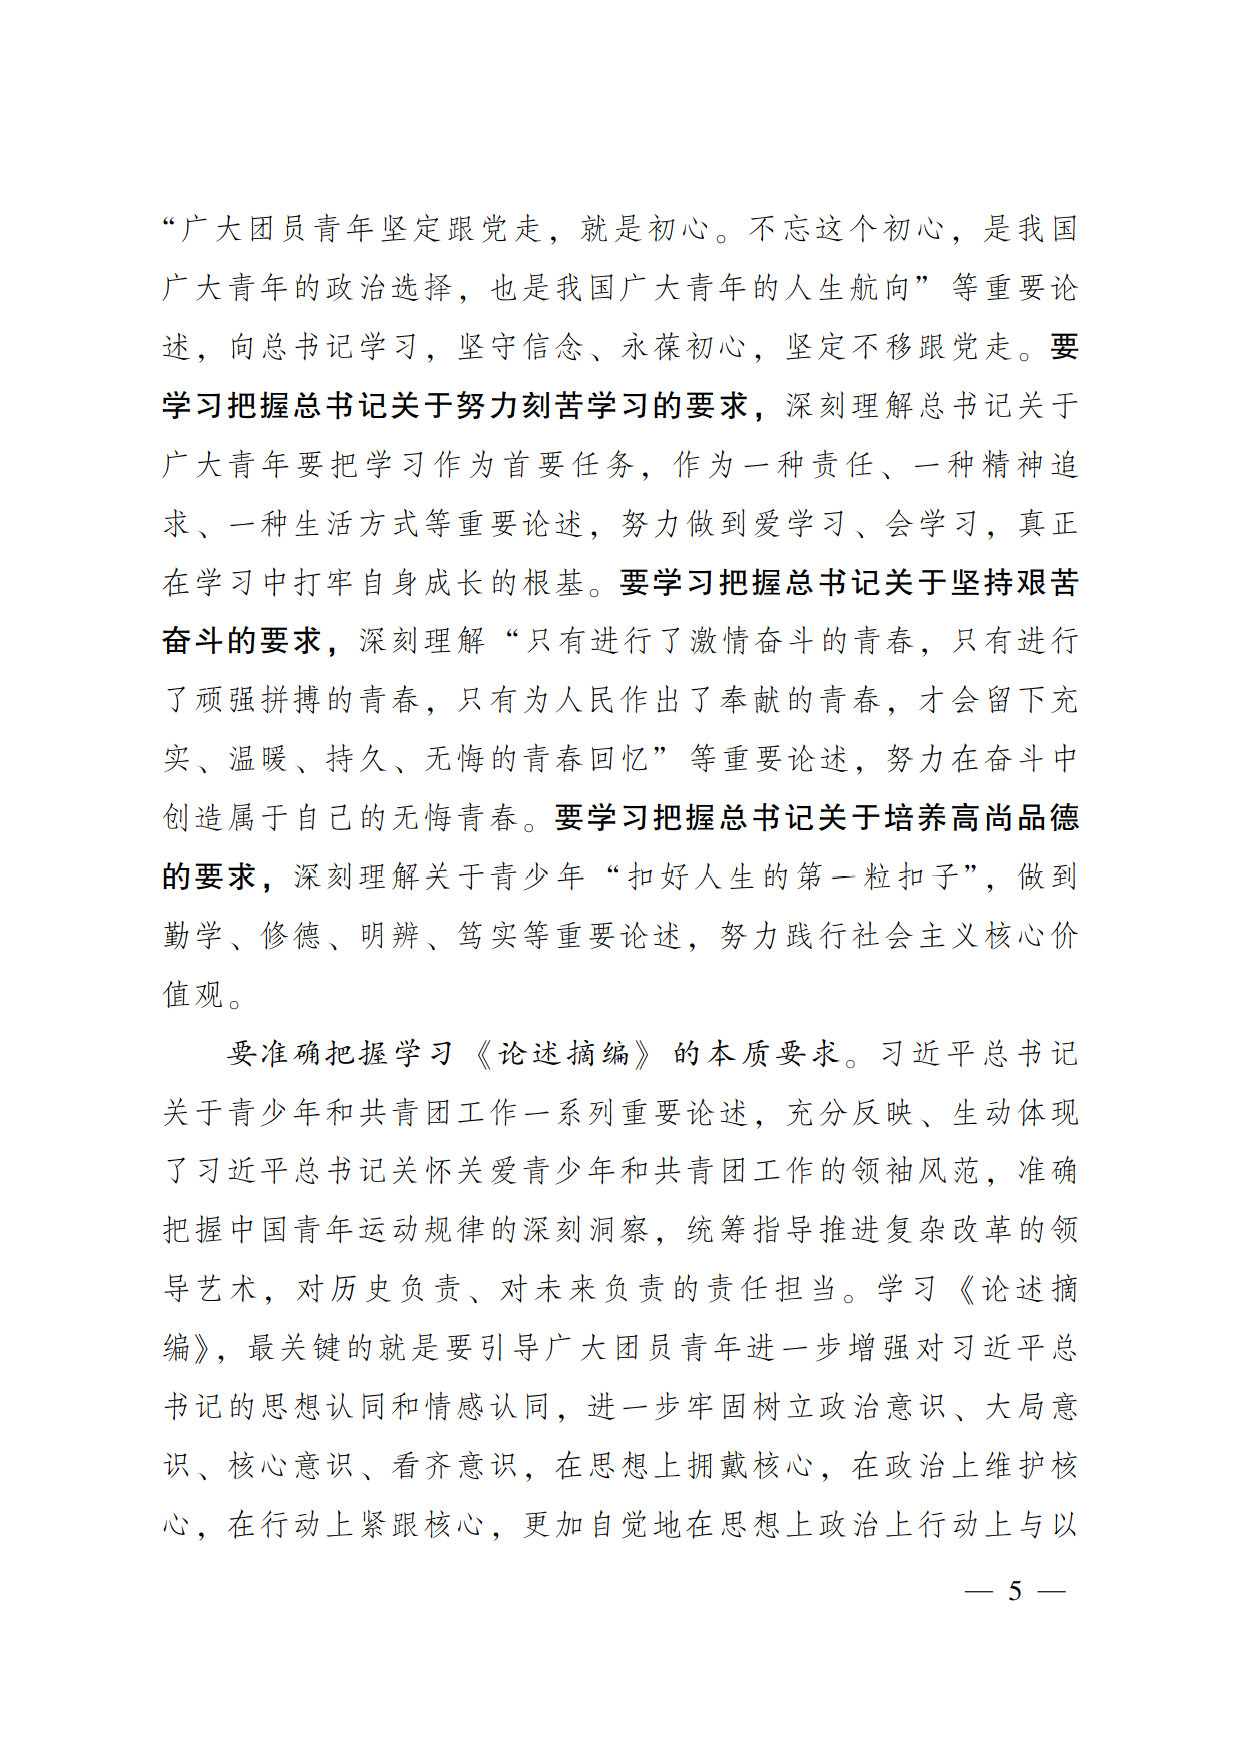 “广大团员青年坚定跟党走，就是初心。不忘这个初心，是我国
广大青年的政治选择，也是我国广大青年的人生航向”等重要论
述，向总书记学习，坚守信念、永葆初心，坚定不移跟党走。要
学习把握总书记关于努力刻苦学习的要求，深刻理解总书记关于
广大青年要把学习作为首要任务，作为一种责任、一种精神追
求、一种生活方式等重要论述，努力做到爱学习、会学习，真正
在学习中打牢自身成长的根基。要学习把握总书记关于坚持艰苦
奋斗的要求，深刻理解“只有进行了激情奋斗的青春，只有进行
了顽强拼搏的青春，只有为人民作出了奉献的青春，才会留下充
实、温暖、持久、无悔的青春回忆”等重要论述，努力在奋斗中
创造属于自己的无悔青春。要学习把握总书记关于培养高尚品德
的要求，深刻理解关于青少年“扣好人生的第一粒扣子”，做到
勤学、修德、明辨、笃实等重要论述，努力践行社会主义核心价
值观。
要准确把握学习《论述摘编》的本质要求。习近平总书记
关于青少年和共青团工作一系列重要论述，充分反映、生动体现
了习近平总书记关怀关爱青少年和共青团工作的领袖风范，准确
把握中国青年运动规律的深刻洞察，统筹指导推进复杂改革的领
导艺术，对历史负责、对未来负责的责任担当。学习《论述摘
编》，最关键的就是要引导广大团员青年进一步增强对习近平总
书记的思想认同和情感认同，进一步牢固树立政治意识、大局意
识、核心意识、看齐意识，在思想上拥戴核心，在政治上维护核
心，在行动上紧跟核心，更加自觉地在思想上政治上行动上与以
— 5 —